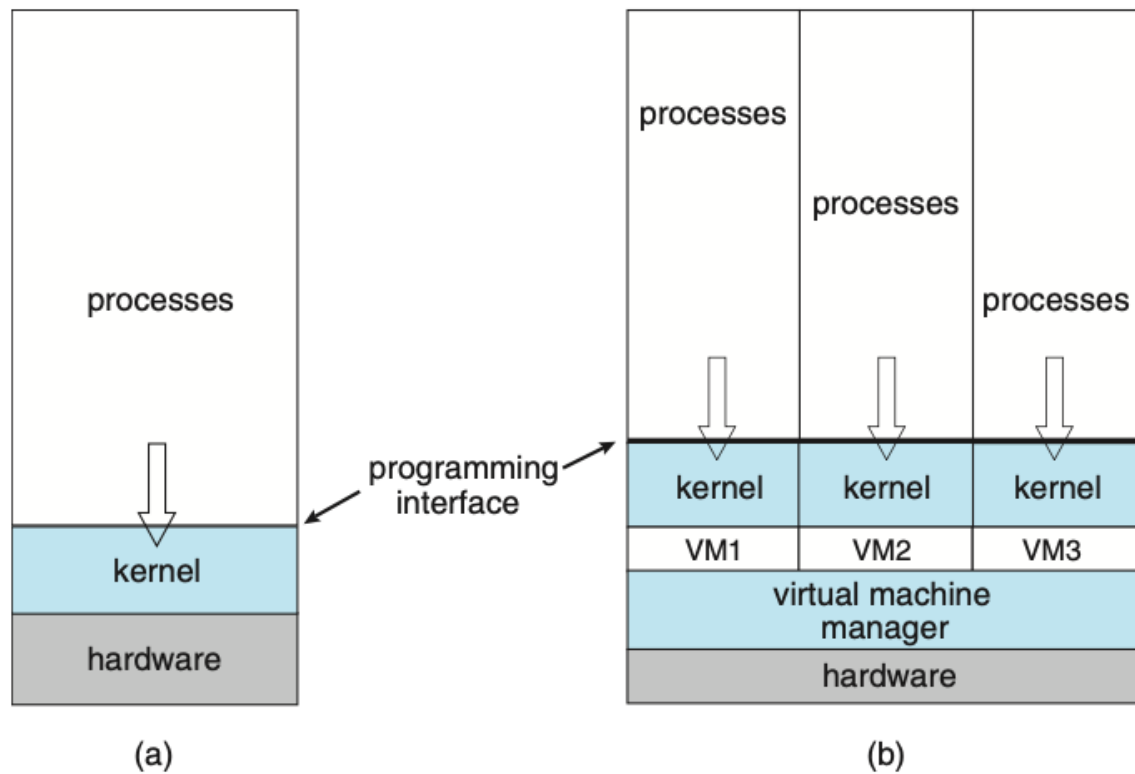 processes
programming
interface
kernel
hardware
(a)
processes
processes
processes
kernel
kernel
kernel
VM1
VM2
VM3
virtual machine
manager
hardware
(b)